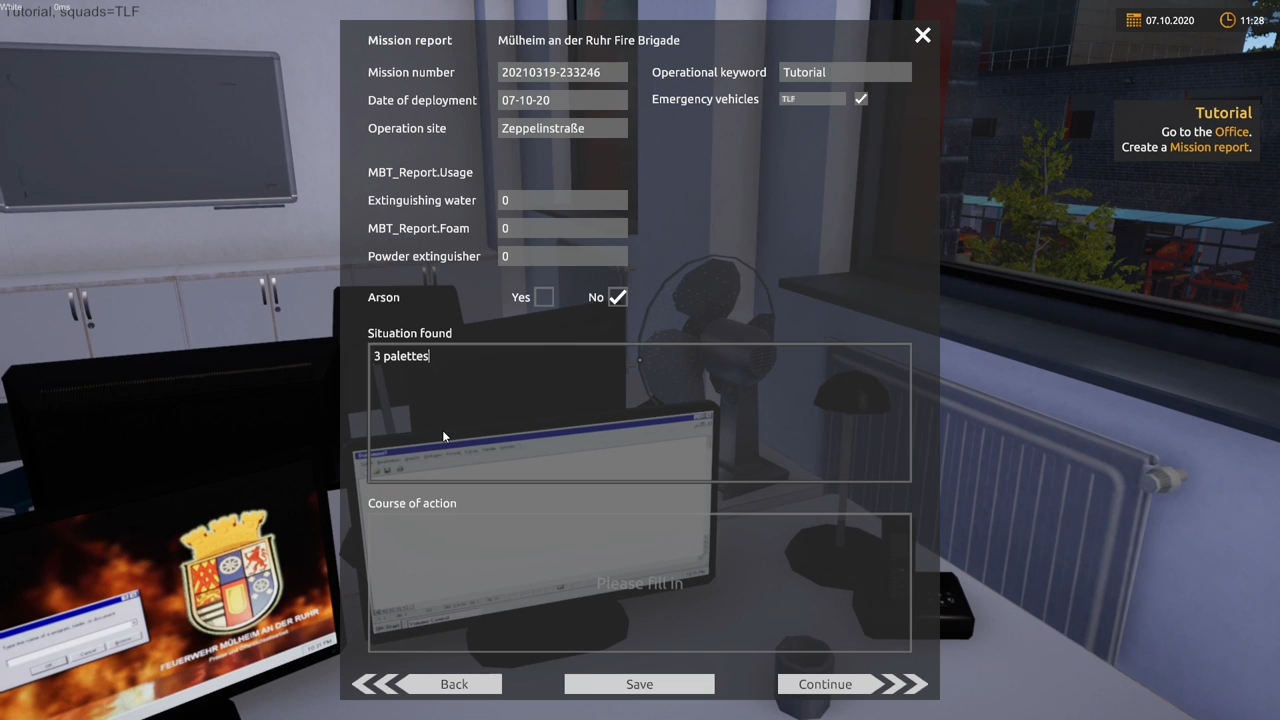 White 0ms
Tutorial, squads=TLF
07.10.2020 11:28
Mission report Mülheim an der Ruhr Fire Brigade
Mission number 20210319-233246 Operational keyword Tutorial
Date of deployment 07-10-20 Emergency vehicles TLF
Operation site Zeppelinstraße
Tutorial
Go to the Office.
Create a Mission report.
MBT_Report.Usage
Extinguishing water 0
MBT_Report.Foam 0
Powder extinguisher 0
Arson Yes No
Situation found
3 palettes
Course of action
Please fill in
FEUERWEHR MÜLHEIM AN DER RUHR
Back Save Continue